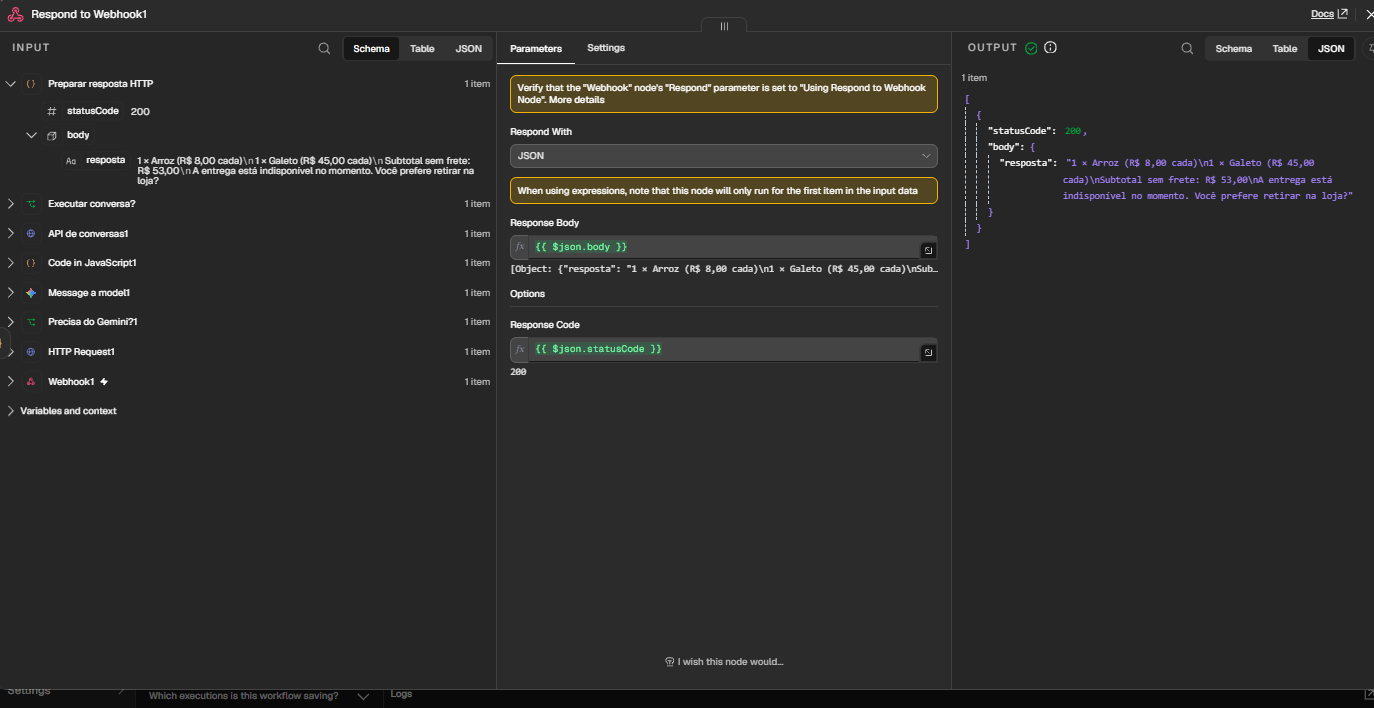 Respond to Webhook1
Docs
INPUT
Schema
Table
JSON
Preparar resposta HTTP
1 item
# statusCode 200
body
resposta
1 × Arroz (R$ 8,00 cada)\n 1 × Galeto (R$ 45,00 cada)\n Subtotal sem frete:
R$ 53,00\n A entrega está indisponível no momento. Você prefere retirar na
loja?
Executar conversa?
1 item
API de conversas1
1 item
Code in JavaScript1
1 item
Message a model1
1 item
Precisa do Gemini?1
1 item
HTTP Request1
1 item
Webhook1
1 item
Variables and context
Parameters
Settings
Verify that the "Webhook" node's "Respond" parameter is set to "Using Respond to Webhook
Node". More details
Respond With
JSON
When using expressions, note that this node will only run for the first item in the input data
Response Body
fx {{ $json.body }}
[Object: {"resposta": "1 × Arroz (R$ 8,00 cada)\n1 × Galeto (R$ 45,00 cada)\nSub…
Options
Response Code
fx {{ $json.statusCode }}
200
I wish this node would...
OUTPUT
Schema
Table
JSON
1 item
[
{
"statusCode": 200,
"body": {
"resposta": "1 × Arroz (R$ 8,00 cada)\n1 × Galeto (R$ 45,00
cada)\nSubtotal sem frete: R$ 53,00\nA entrega está
indisponível no momento. Você prefere retirar na loja?"
}
}
]
Settings
Which executions is this workflow saving?
Logs